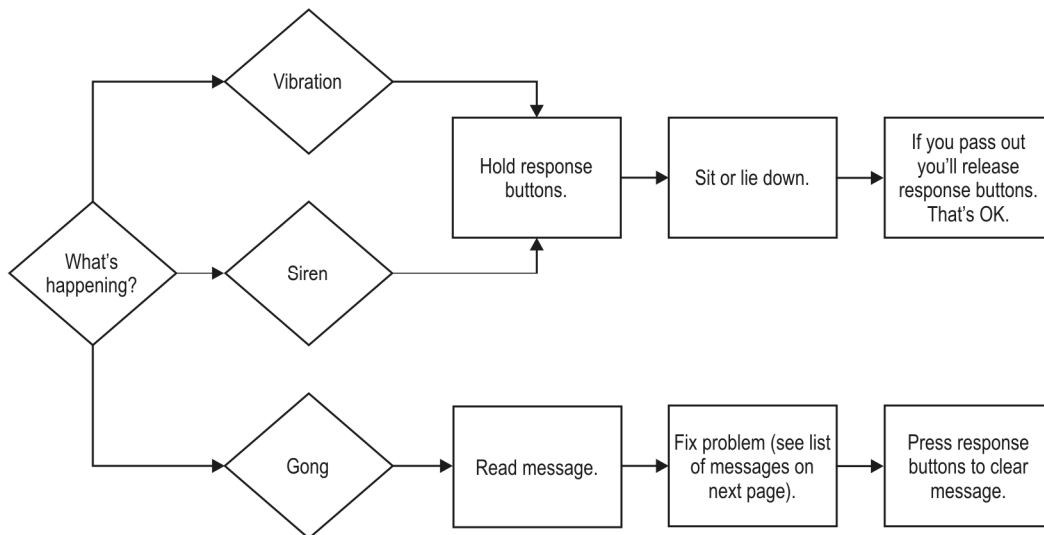 Vibration
Hold response
buttons.
Sit or lie down.
If you pass out
you'll release
response buttons.
That's OK.
What's
happening?
Siren
Gong
Read message.
Fix problem (see list
of messages on
next page).
Press response
buttons to clear
message.